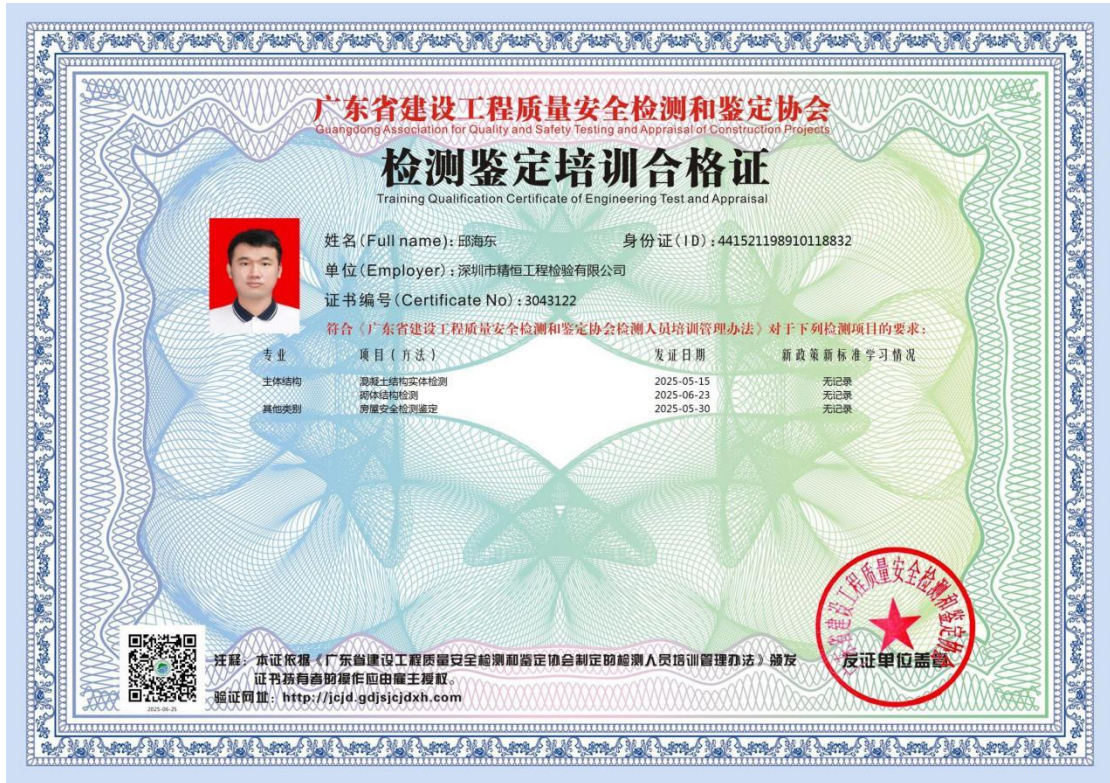 广东省建设工程质量安全检测和鉴定协会
Guangdong Association for Quality and Safety Testing and Appraisal of Construction Projects
检测鉴定培训合格证
Training Qualification Certificate of Engineering Test and Appraisal
姓名(Full name): 邱海东 身份证(ID): 441521198910118832
单位(Employer): 深圳市精恒工程检验有限公司
证书编号(Certificate No): 3043122
符合《广东省建设工程质量安全检测和鉴定协会检测人员培训管理办法》对于下列检测项目的要求:
专业 项目(方法) 发证日期 新政策新标准学习情况
主体结构 混凝土结构实体检测 2025-05-15 无记录
砌体结构检测 2025-06-23 无记录
其他类别 房屋安全检测鉴定 2025-05-30 无记录
注释: 本证依据《广东省建设工程质量安全检测和鉴定协会制定的检测人员培训管理办法》颁发
证书持有者的操作应由雇主授权。
验证网址: http://jcjd.gdjsjcjdxh.com
2025-06-25
广东省建设工程质量安全检测和鉴定协会
发证单位盖章